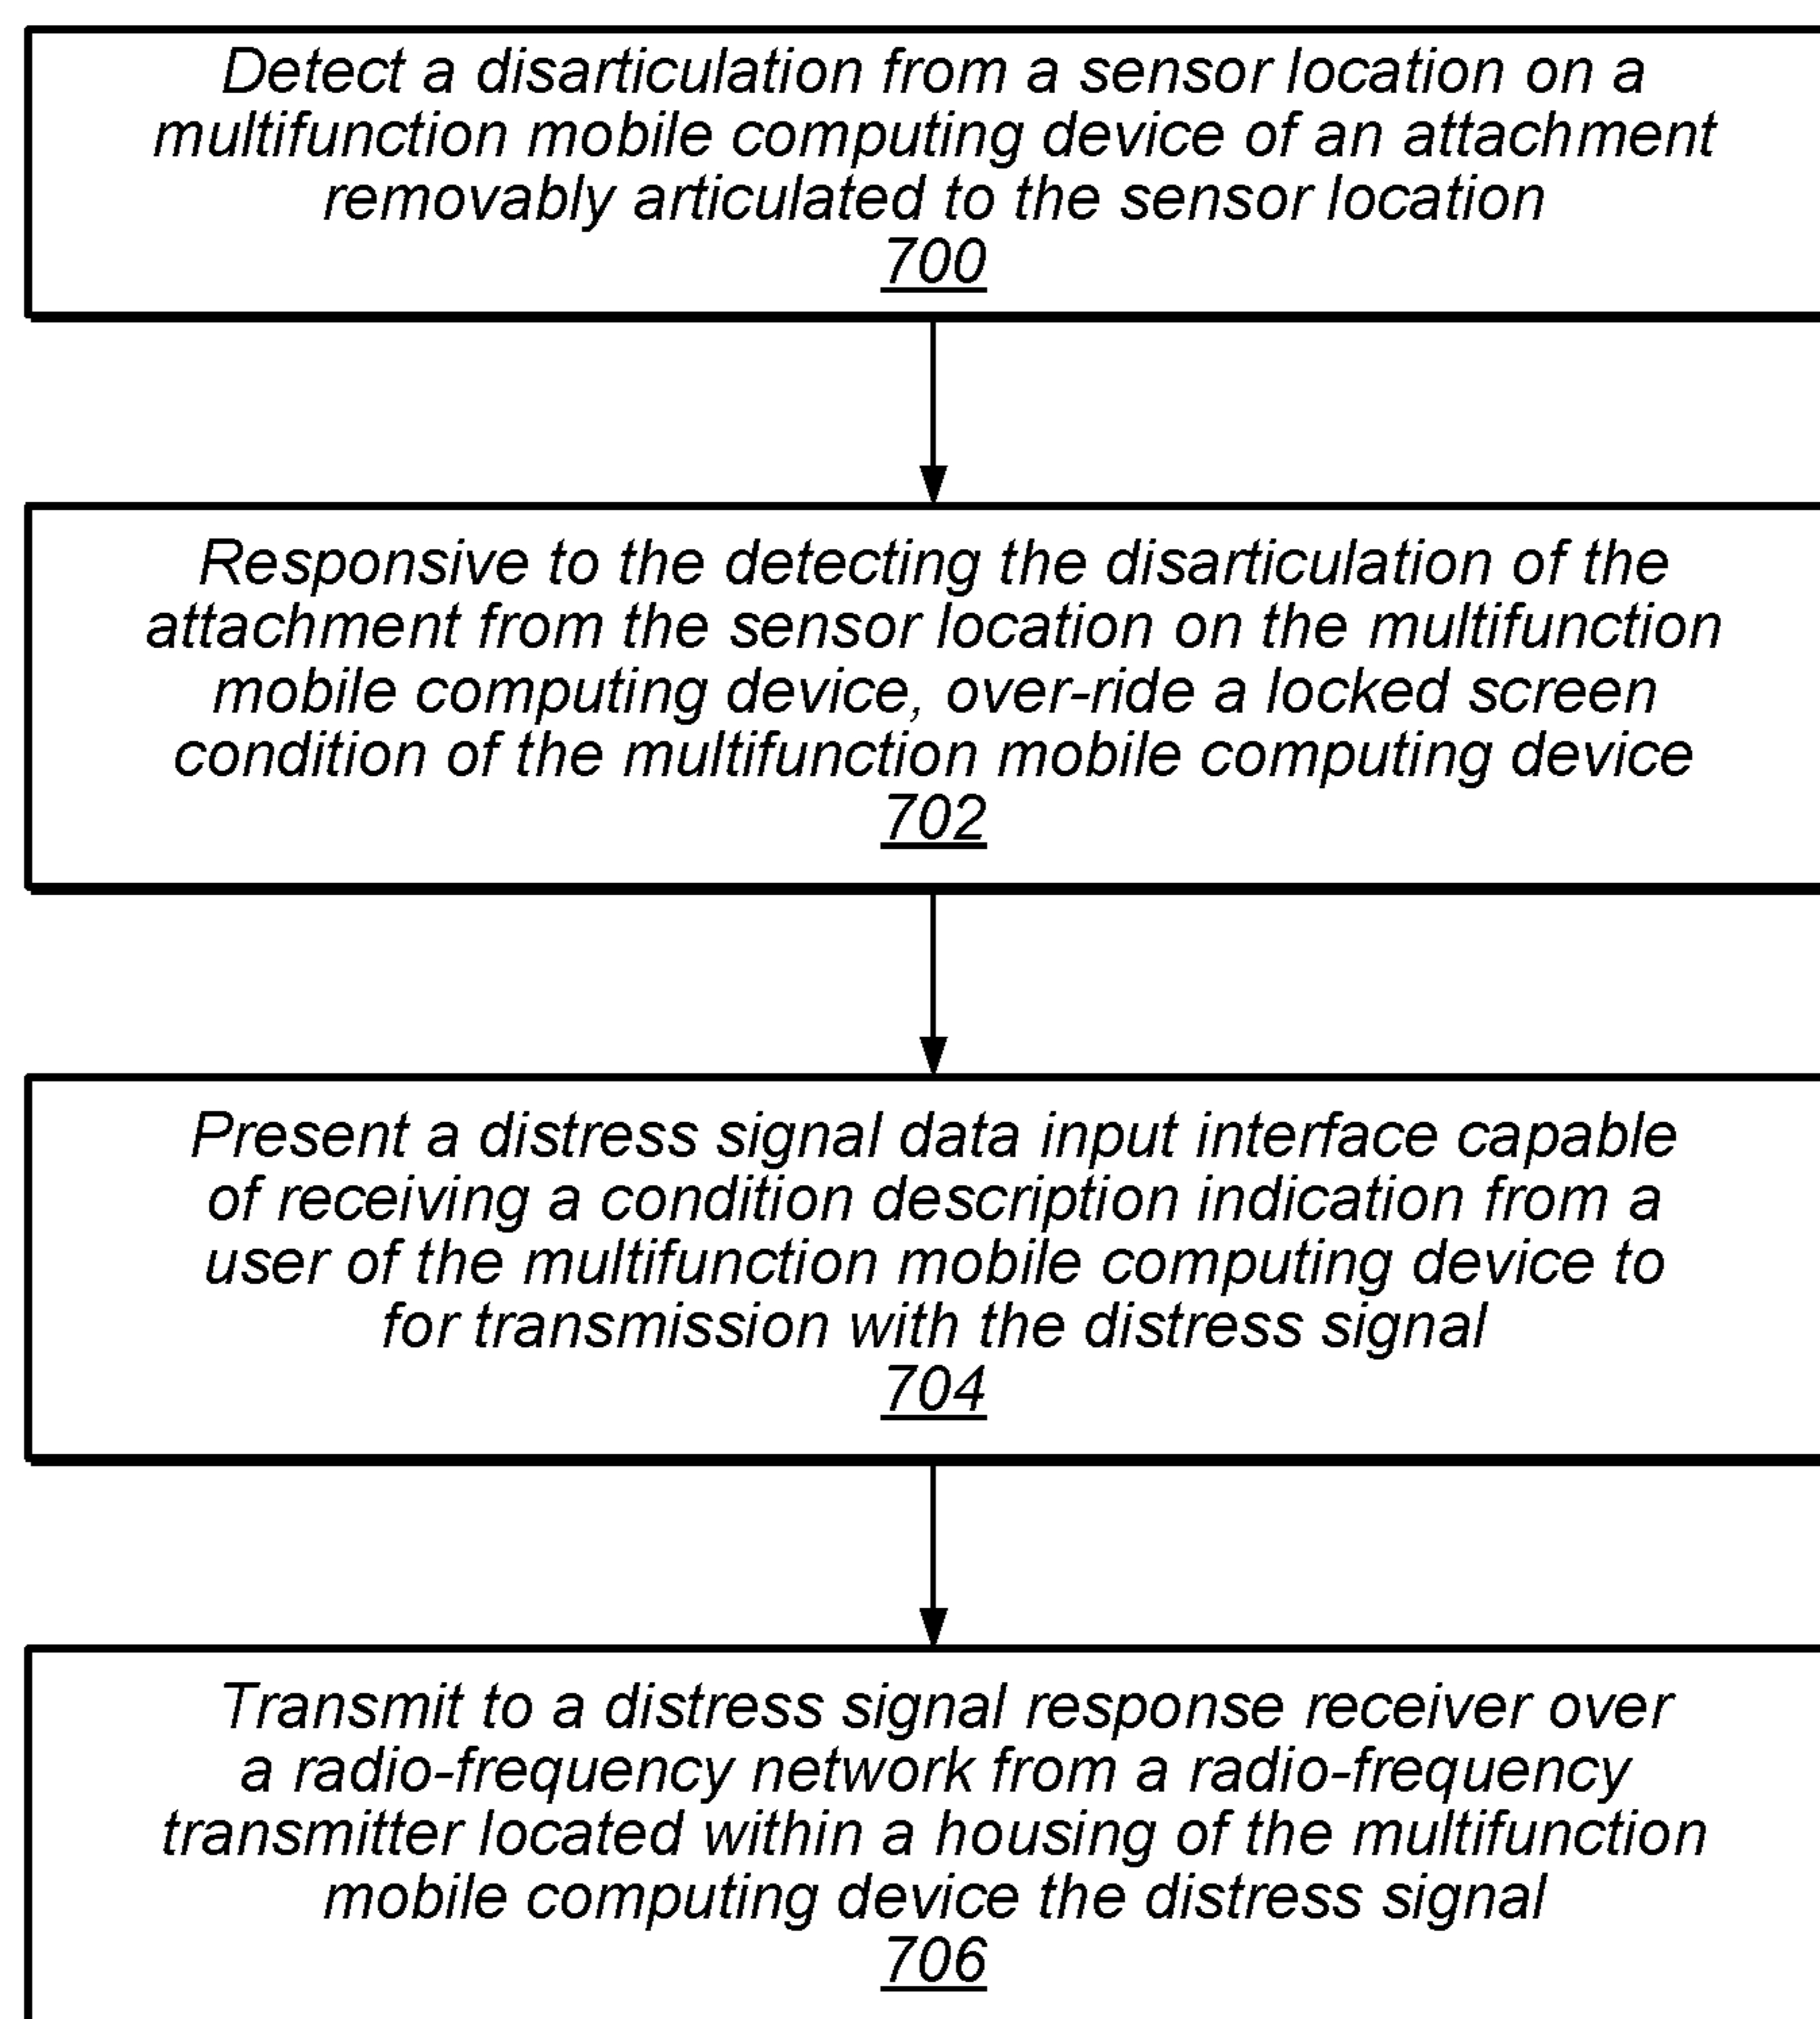 Detect a disarticulation from a sensor location on a
multifunction mobile computing device of an attachment
removably articulated to the sensor location
700
Responsive to the detecting the disarticulation of the
attachment from the sensor location on the multifunction
mobile computing device, over-ride a locked screen
condition of the multifunction mobile computing device
702
Present a distress signal data input interface capable
of receiving a condition description indication from a
user of the multifunction mobile computing device to
for transmission with the distress signal
704
Transmit to a distress signal response receiver over
a radio-frequency network from a radio-frequency
transmitter located within a housing of the multifunction
mobile computing device the distress signal
706